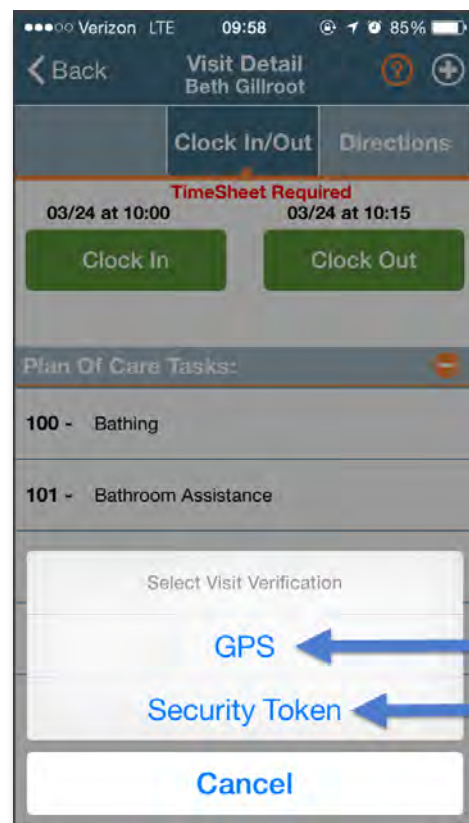 Verizon LTE 09:58 85%
Back Visit Detail
Beth Gillroot
Clock In/Out Directions
TimeSheet Required
03/24 at 10:00 03/24 at 10:15
Clock In Clock Out
Plan Of Care Tasks:
100 - Bathing
101 - Bathroom Assistance
Select Visit Verification
GPS
Security Token
Cancel